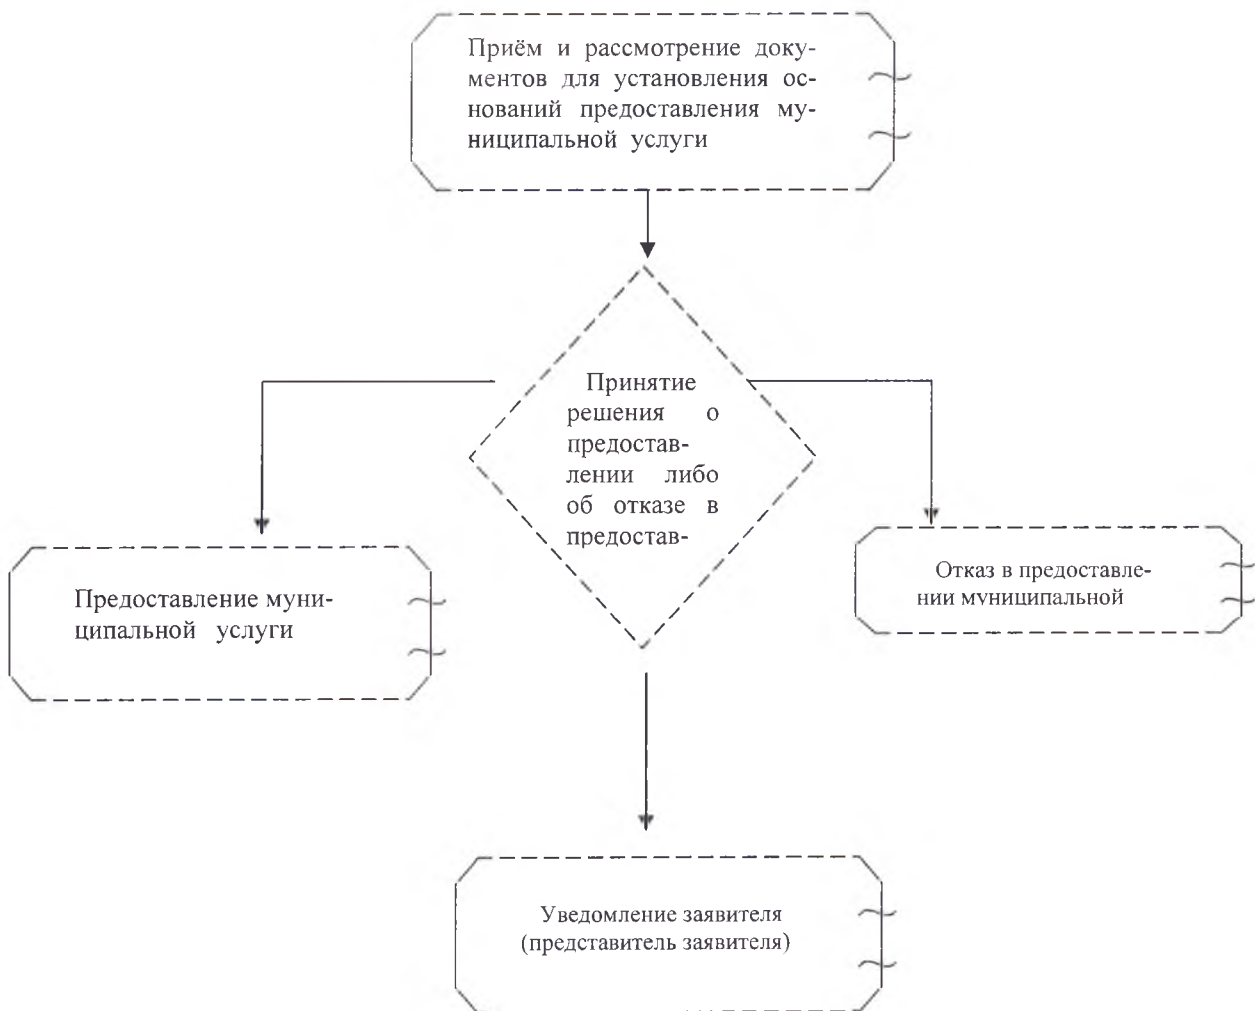 Приём и рассмотрение доку-
ментов для установления ос-
нований предоставления му-
ниципальной услуги
Принятие
решения о
предостав-
лении либо
об отказе в
предостав-
Предоставление муни-
ципальной услуги
Отказ в предоставле-
нии муниципальной
Уведомление заявителя
(представитель заявителя)